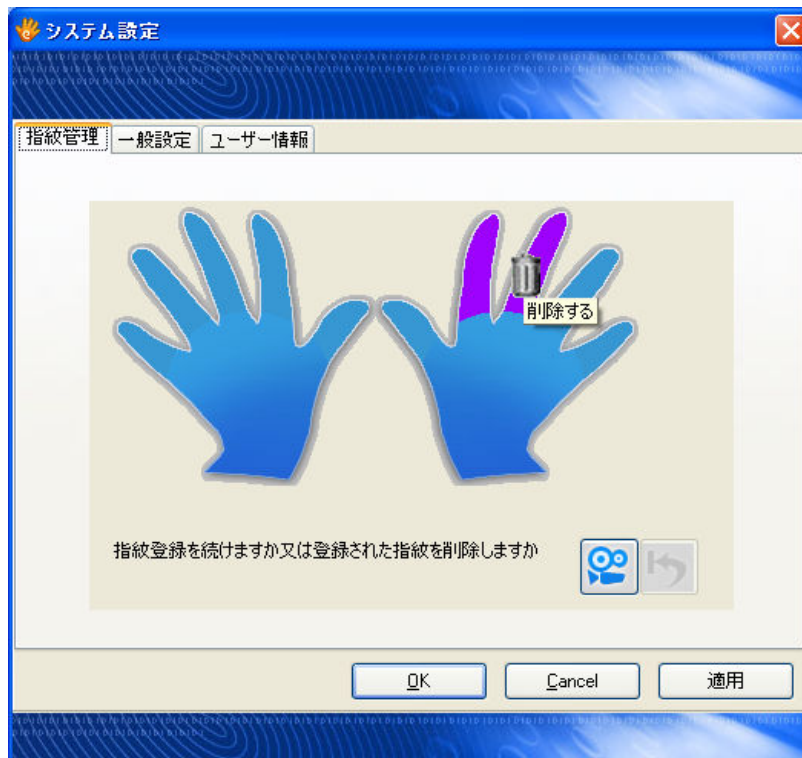 システム設定
指紋管理
一般設定
ユーザー情報
削除する
指紋登録を続けますか又は登録された指紋を削除しますか
OK
Cancel
適用